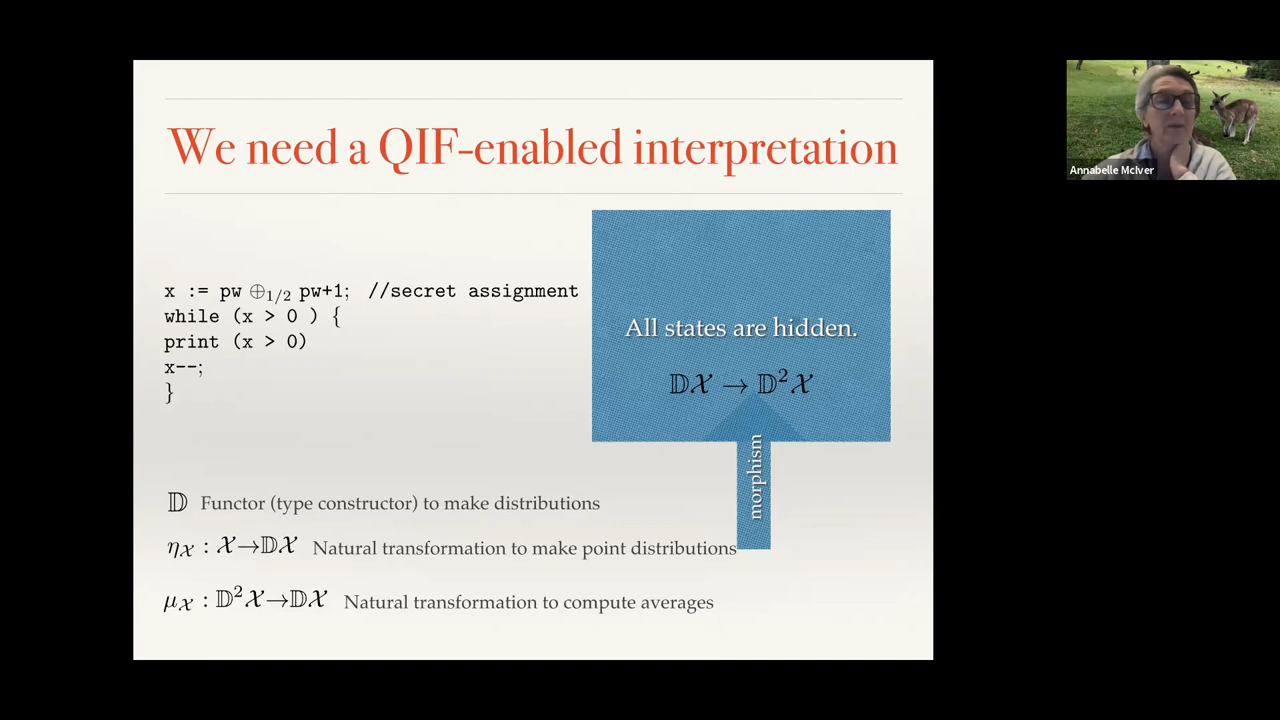 We need a QIF-enabled interpretation
x := pw ⊕1/2 pw+1; //secret assignment
while (x > 0 ) {
print (x > 0)
x--;
}
All states are hidden.
𝔻𝒳 → 𝔻²𝒳
morphism
𝔻 Functor (type constructor) to make distributions
η𝒳 : 𝒳→𝔻𝒳 Natural transformation to make point distributions
μ𝒳 : 𝔻²𝒳→𝔻𝒳 Natural transformation to compute averages
Annabelle McIver